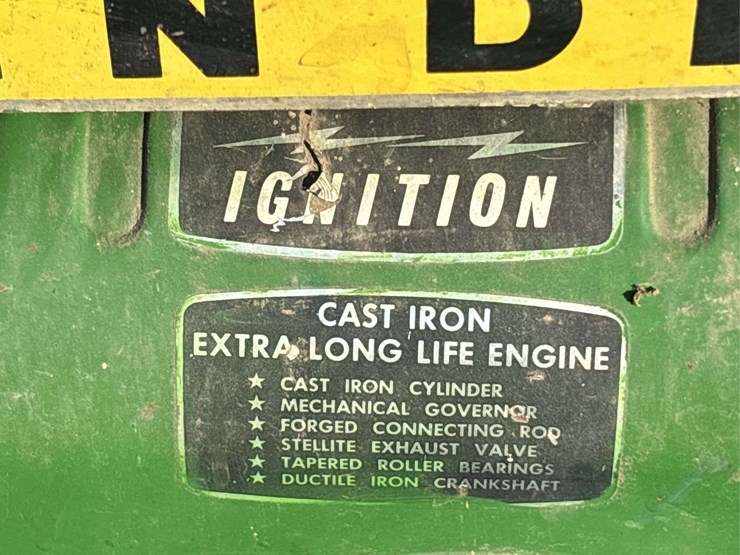 IGNITION
CAST IRON
EXTRA LONG LIFE ENGINE
★ CAST IRON CYLINDER
★ MECHANICAL GOVERNOR
★ FORGED CONNECTING ROD
★ STELLITE EXHAUST VALVE
★ TAPERED ROLLER BEARINGS
★ DUCTILE IRON CRANKSHAFT